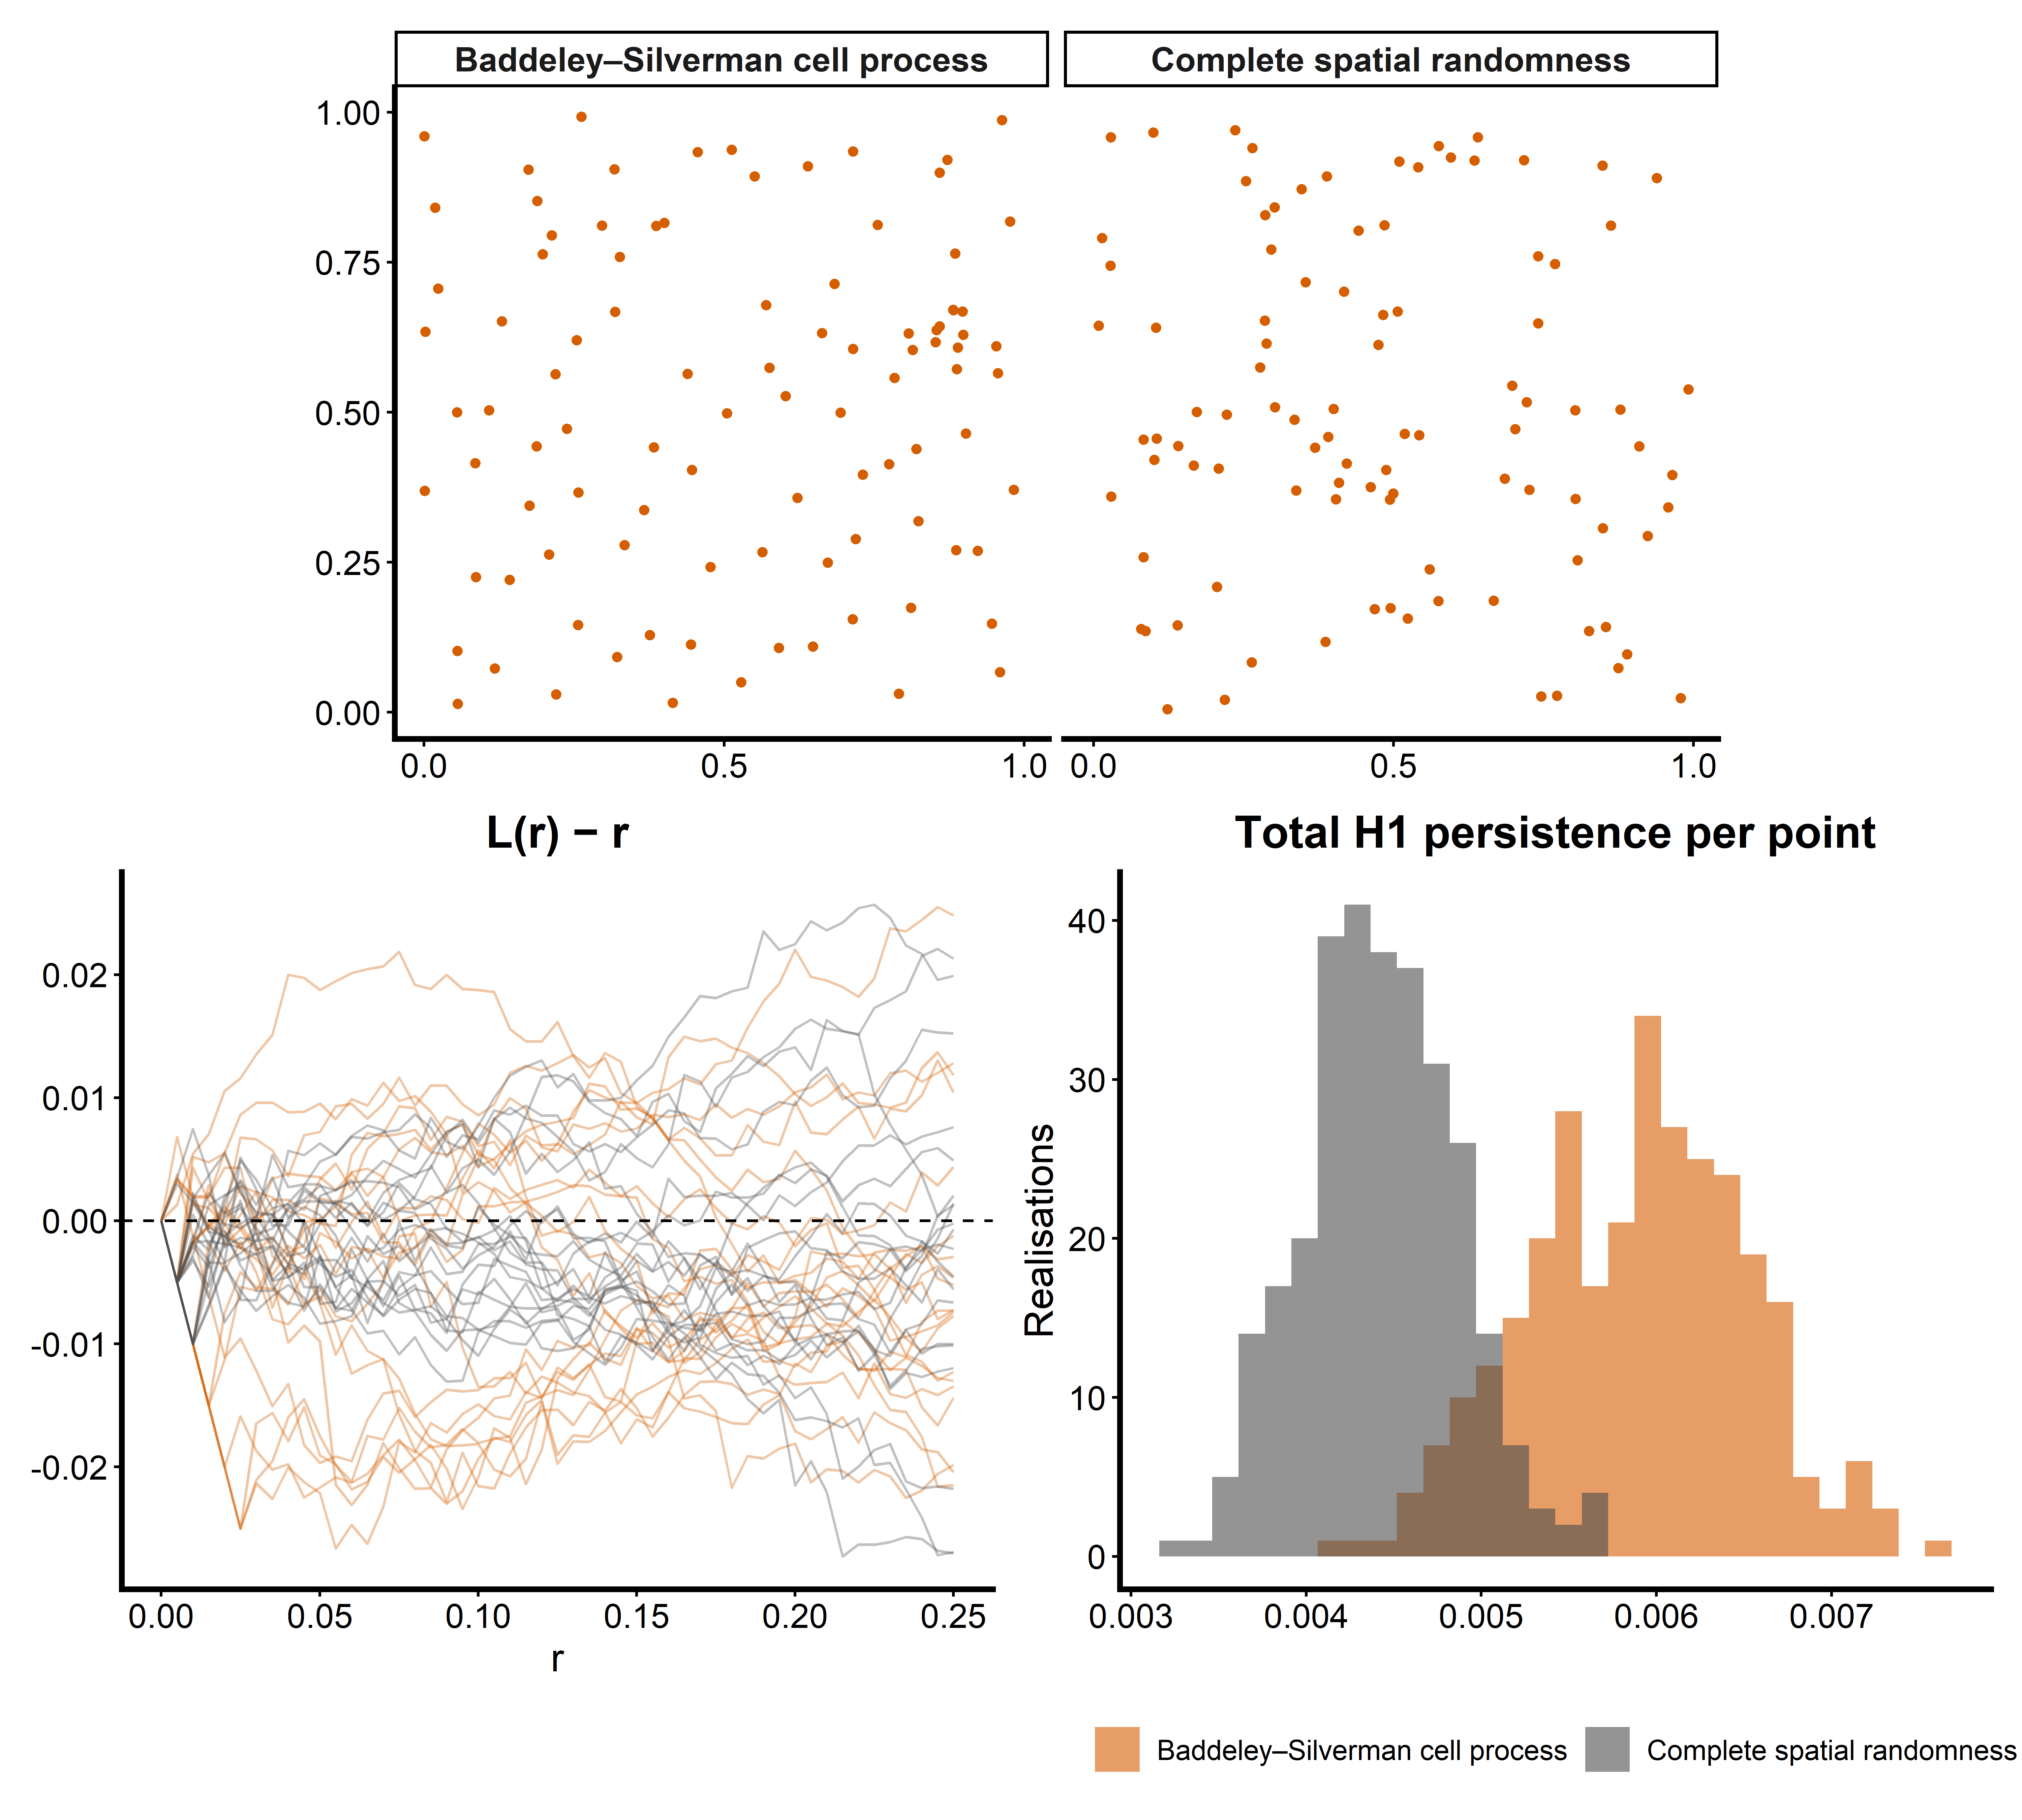 Baddeley–Silverman cell process
Complete spatial randomness
1.00
0.75
0.50
0.25
0.00
0.0 0.5 1.0
0.0 0.5 1.0
L(r) − r
0.02
0.01
0.00
-0.01
-0.02
0.00 0.05 0.10 0.15 0.20 0.25
r
Total H1 persistence per point
Realisations
40
30
20
10
0
0.003 0.004 0.005 0.006 0.007
Baddeley–Silverman cell process
Complete spatial randomness